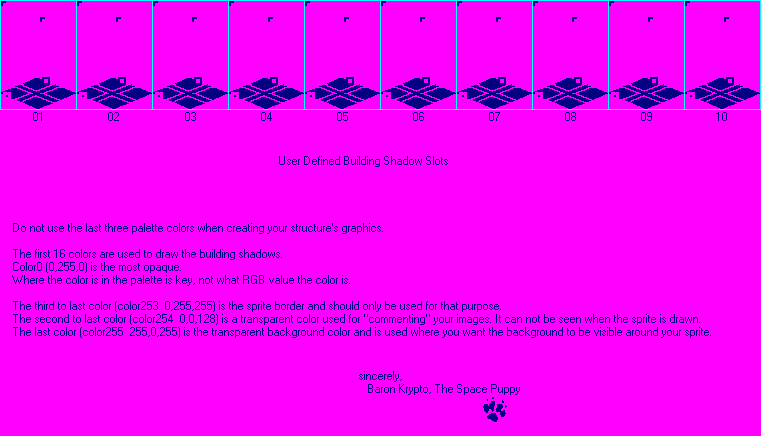 01 02 03 04 05 06 07 08 09 10
User Defined Building Shadow Slots
Do not use the last three palette colors when creating your structure's graphics.
The first 16 colors are used to draw the building shadows.
Color0 (0,255,0) is the most opaque.
Where the color is in the palette is key, not what RGB value the color is.
The third to last color (color253 0,255,255) is the sprite border and should only be used for that purpose.
The second to last color (color254 0,0,128) is a transparent color used for "commenting" your images. It can not be seen when the sprite is drawn.
The last color (color255 255,0,255) is the transparent background color and is used where you want the background to be visible around your sprite.
sincerely,
Baron Krypto, The Space Puppy